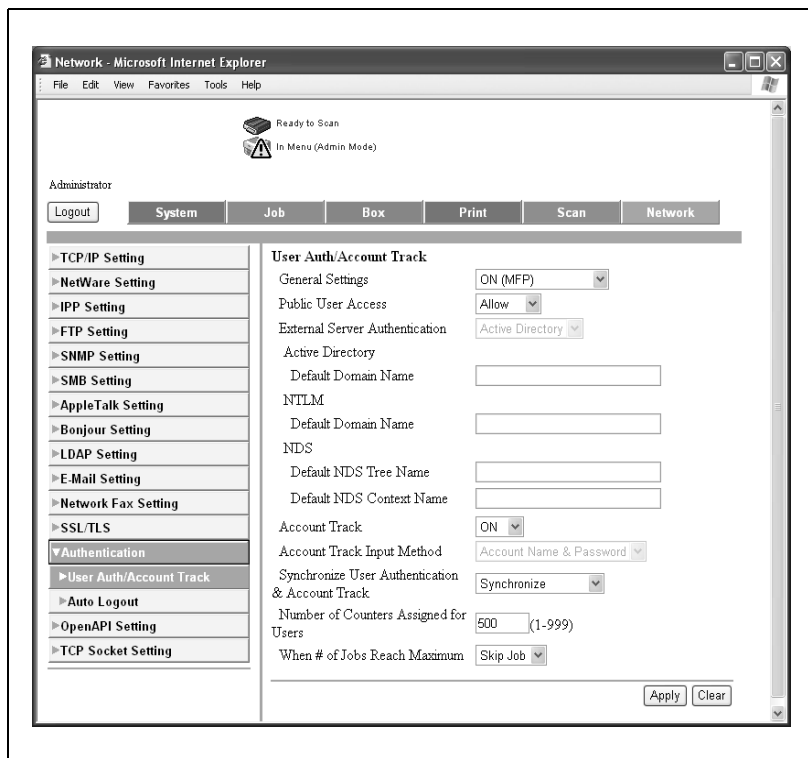 Network - Microsoft Internet Explorer
File Edit View Favorites Tools Help
Ready to Scan
In Menu (Admin Mode)
Administrator
Logout System Job Box Print Scan Network
TCP/IP Setting
NetWare Setting
IPP Setting
FTP Setting
SNMP Setting
SMB Setting
AppleTalk Setting
Bonjour Setting
LDAP Setting
E-Mail Setting
Network Fax Setting
SSL/TLS
Authentication
User Auth/Account Track
Auto Logout
OpenAPI Setting
TCP Socket Setting
User Auth/Account Track
General Settings ON (MFP)
Public User Access Allow
External Server Authentication Active Directory
Active Directory
Default Domain Name
NTLM
Default Domain Name
NDS
Default NDS Tree Name
Default NDS Context Name
Account Track ON
Account Track Input Method Account Name & Password
Synchronize User Authentication
& Account Track Synchronize
Number of Counters Assigned for
Users 500 (1-999)
When # of Jobs Reach Maximum Skip Job
Apply Clear